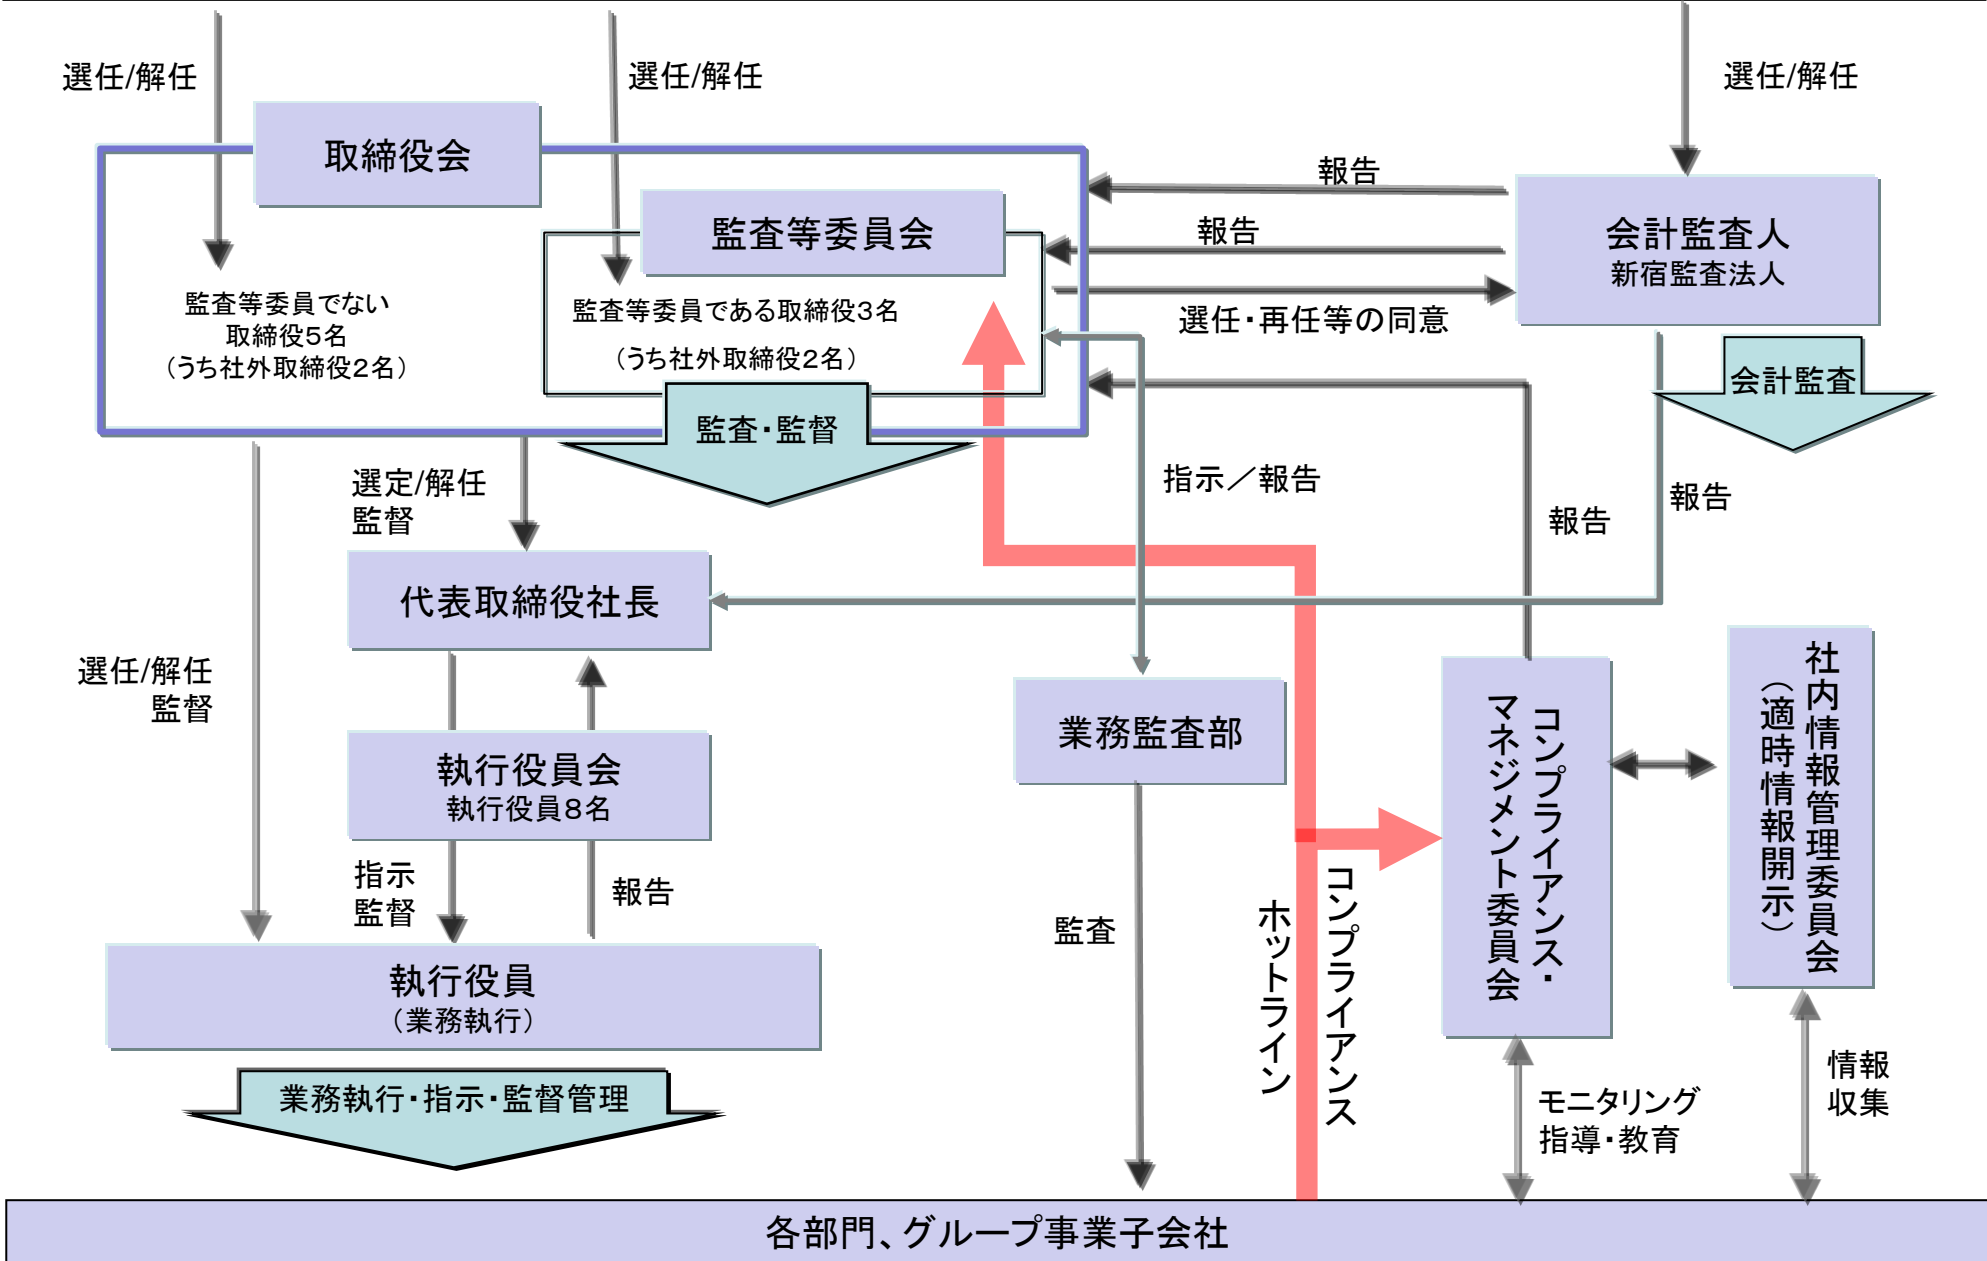 選任/解任
選任/解任
選任/解任
取締役会
監査等委員会
監査等委員でない
取締役5名
（うち社外取締役2名）
監査等委員である取締役3名
（うち社外取締役2名）
監査・監督
報告
報告
選任・再任等の同意
会計監査人
新宿監査法人
会計監査
選定/解任
監督
指示／報告
報告
報告
代表取締役社長
選任/解任
監督
執行役員会
執行役員8名
指示
監督
報告
執行役員
（業務執行）
業務執行・指示・監督管理
業務監査部
監査
コンプライアンス
ホットライン
コンプライアンス・
マネジメント委員会
社内情報管理委員会
（適時情報開示）
モニタリング
指導・教育
情報
収集
各部門、グループ事業子会社